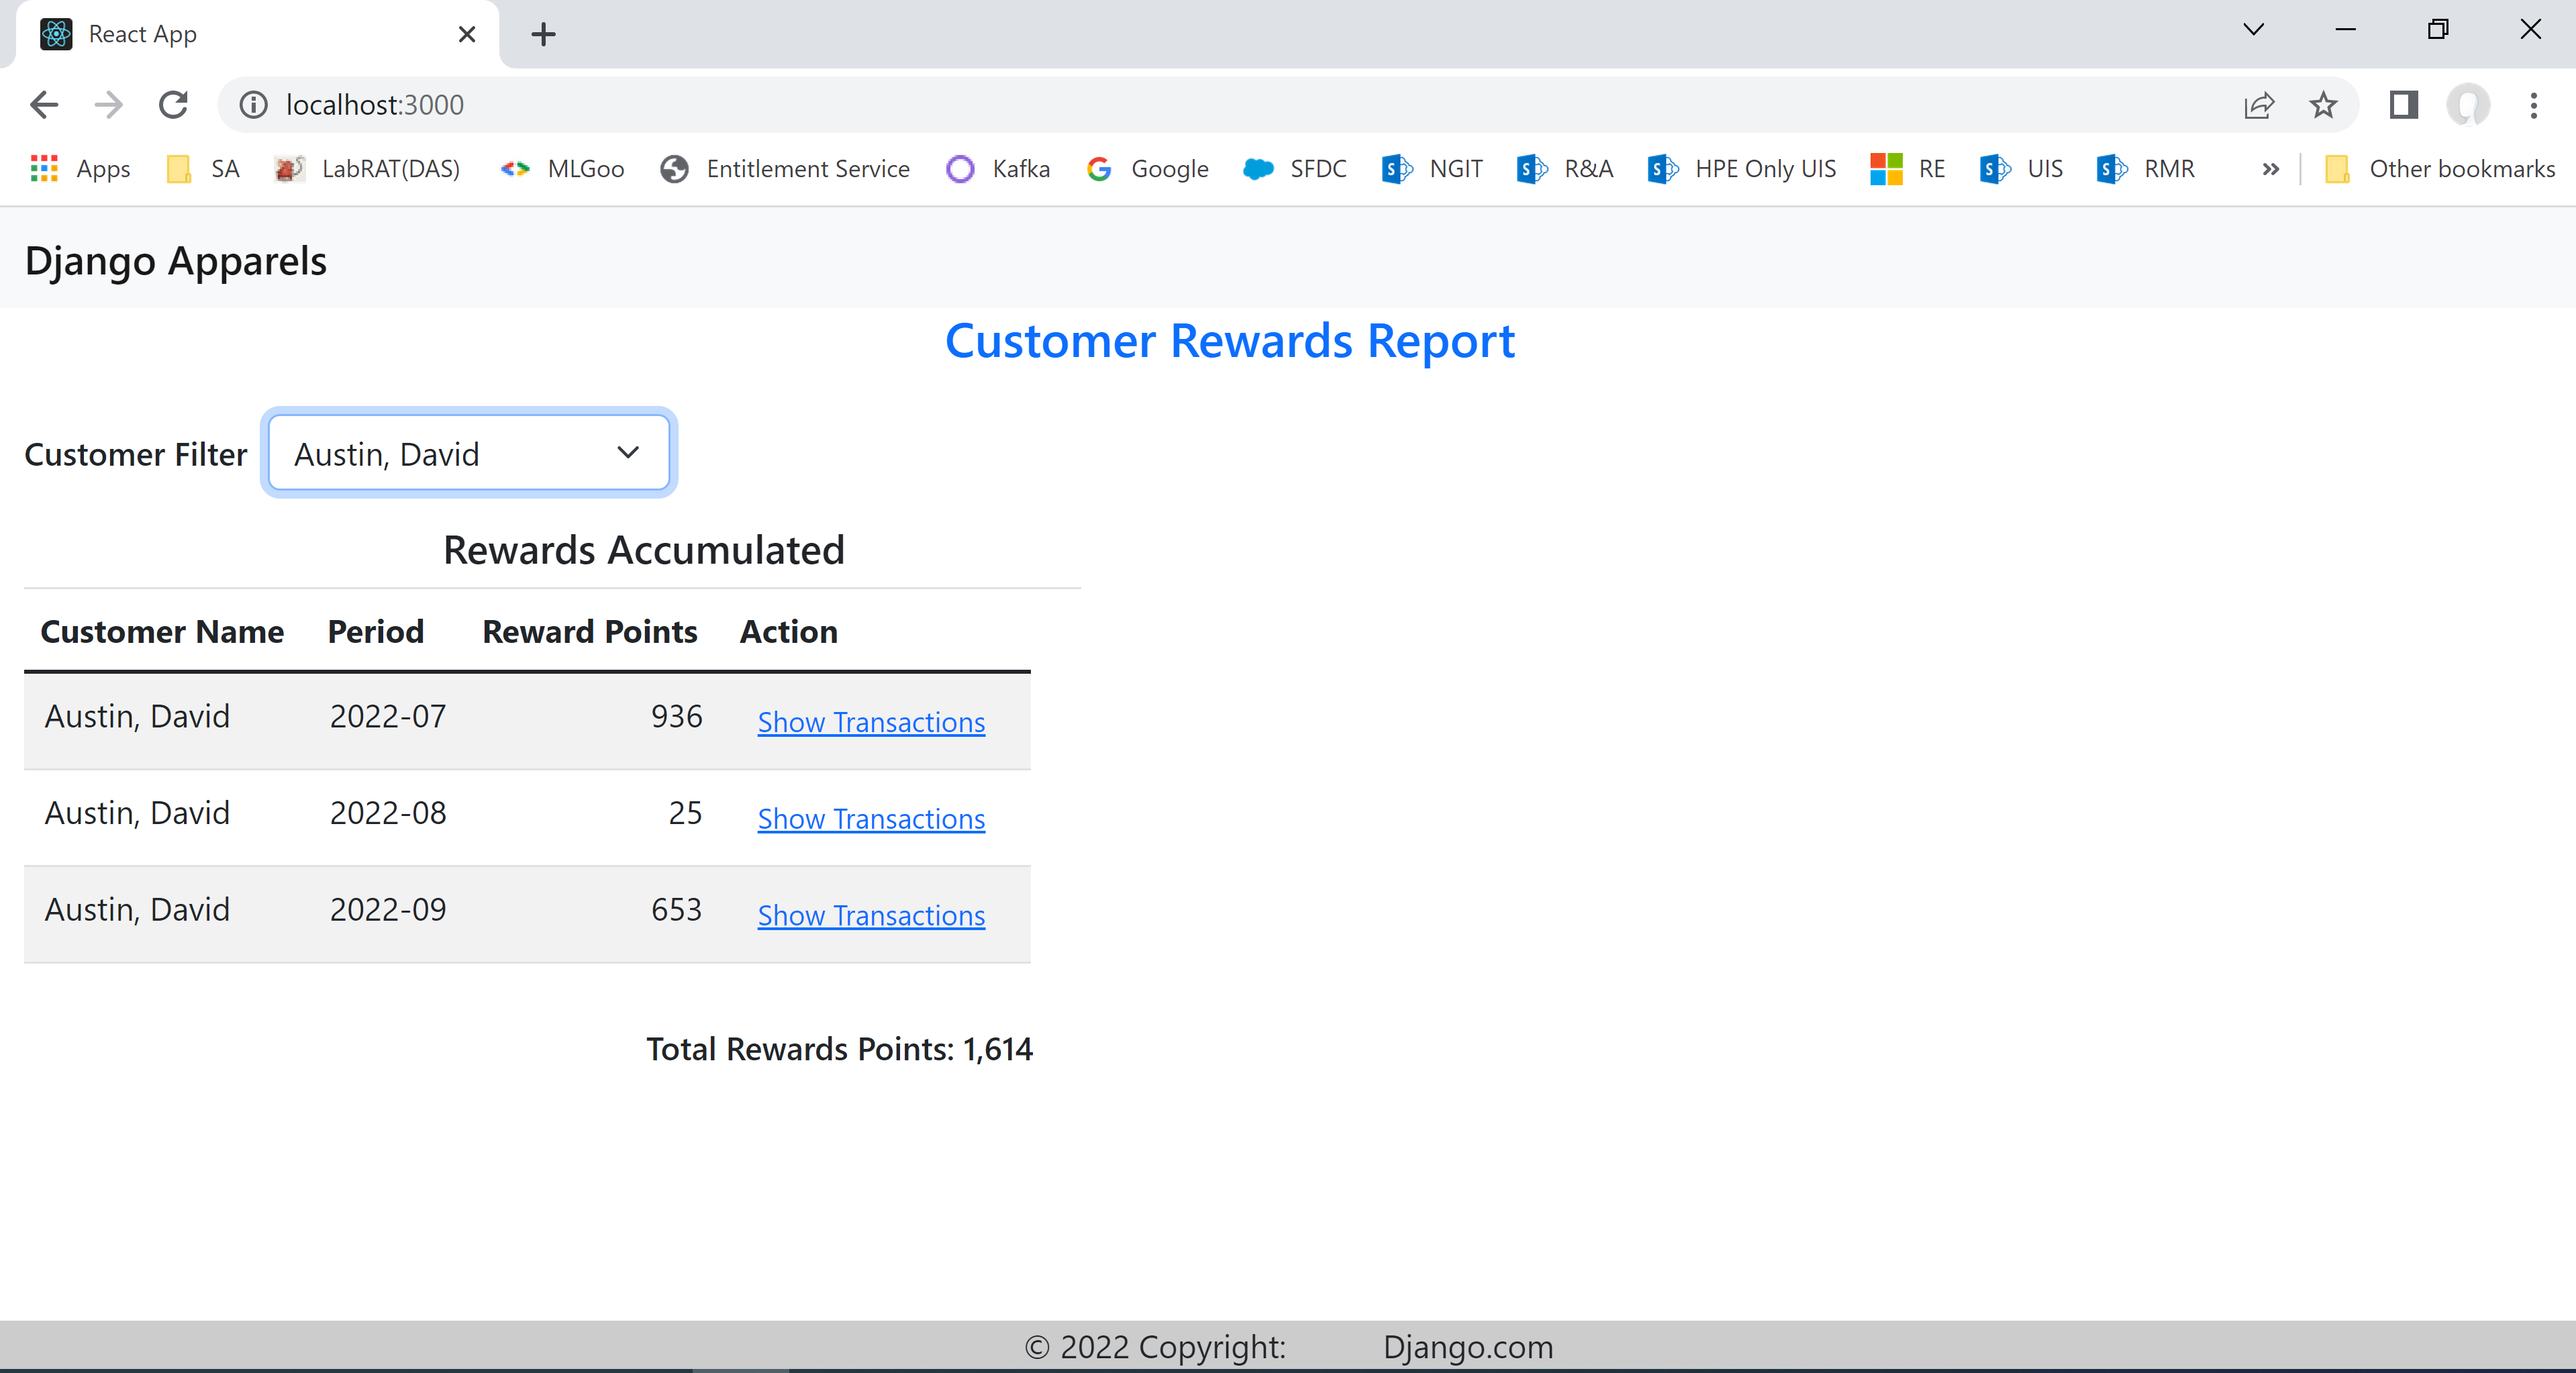 React App
localhost:3000
Apps SA LabRAT(DAS) MLGoo Entitlement Service Kafka Google SFDC NGIT R&A HPE Only UIS RE UIS RMR » Other bookmarks
Django Apparels
Customer Rewards Report
Customer Filter Austin, David
Rewards Accumulated
Customer Name Period Reward Points Action
Austin, David 2022-07 936 Show Transactions
Austin, David 2022-08 25 Show Transactions
Austin, David 2022-09 653 Show Transactions
Total Rewards Points: 1,614
© 2022 Copyright: Django.com